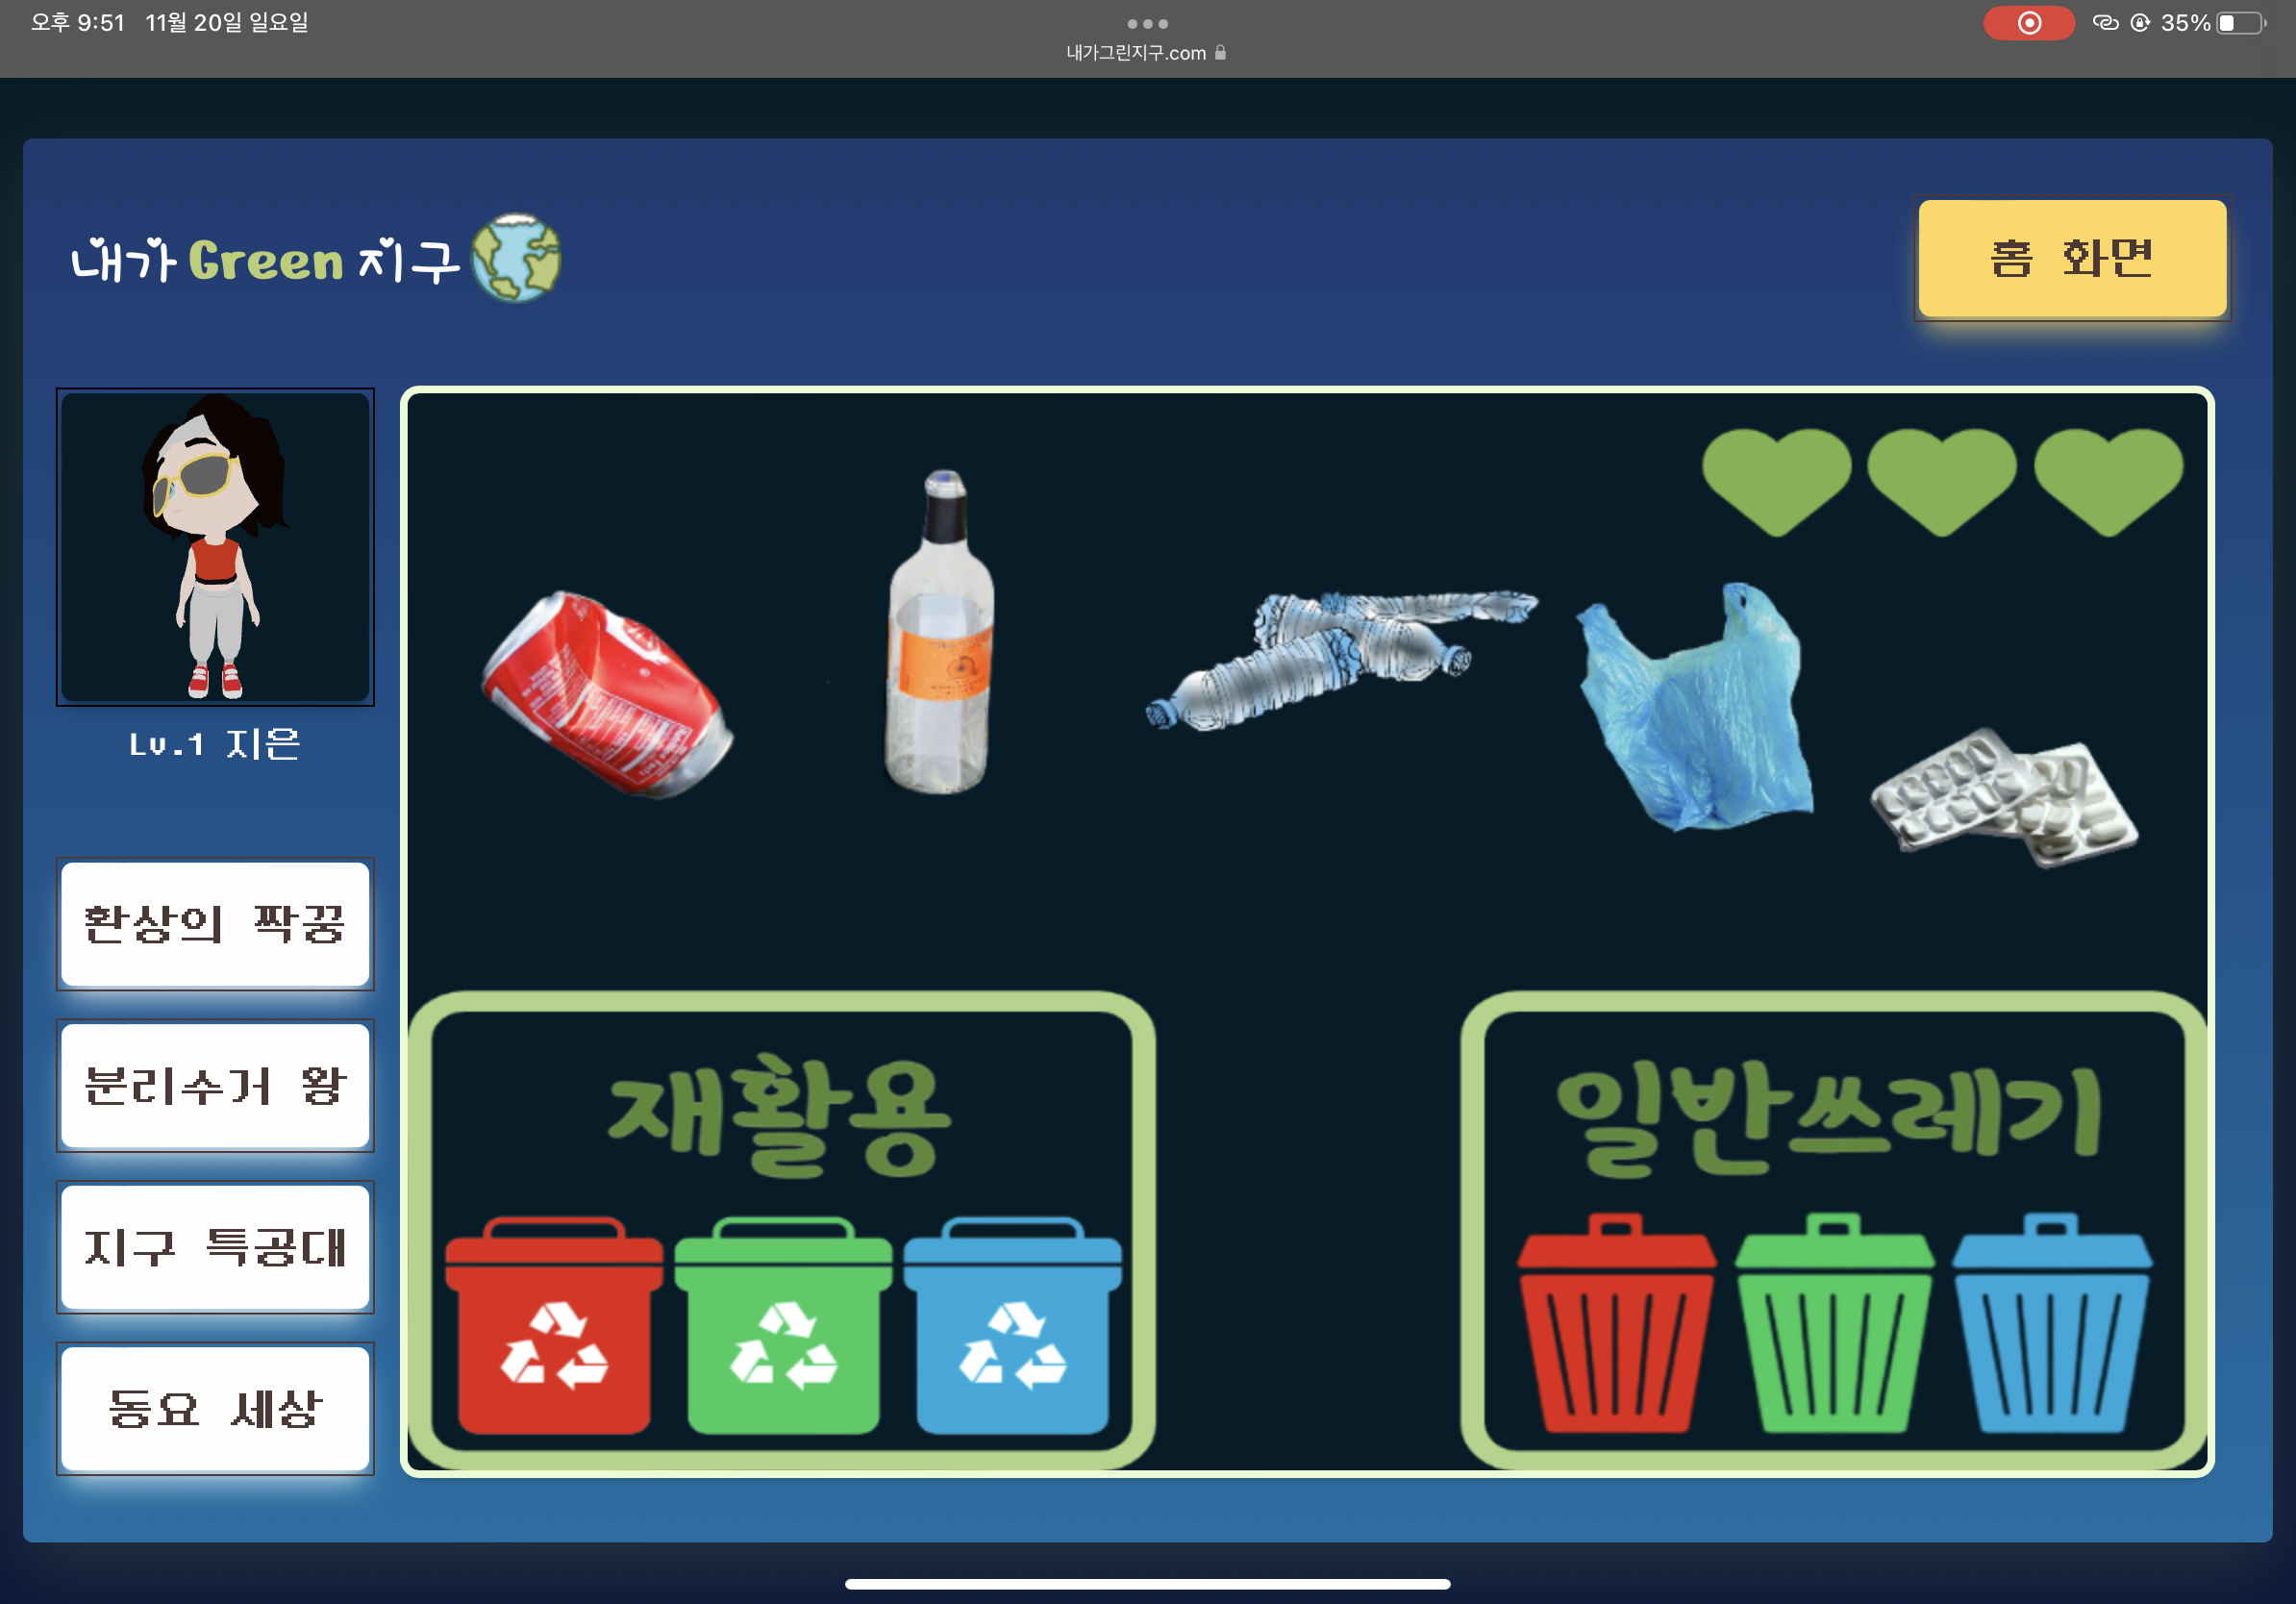 오후 9:51 11월 20일 일요일
35%
내가그린지구.com
내가 Green 지구
홈 화면
Lv.1 지은
환상의 짝꿍
분리수거 왕
지구 특공대
동요 세상
재활용
일반쓰레기